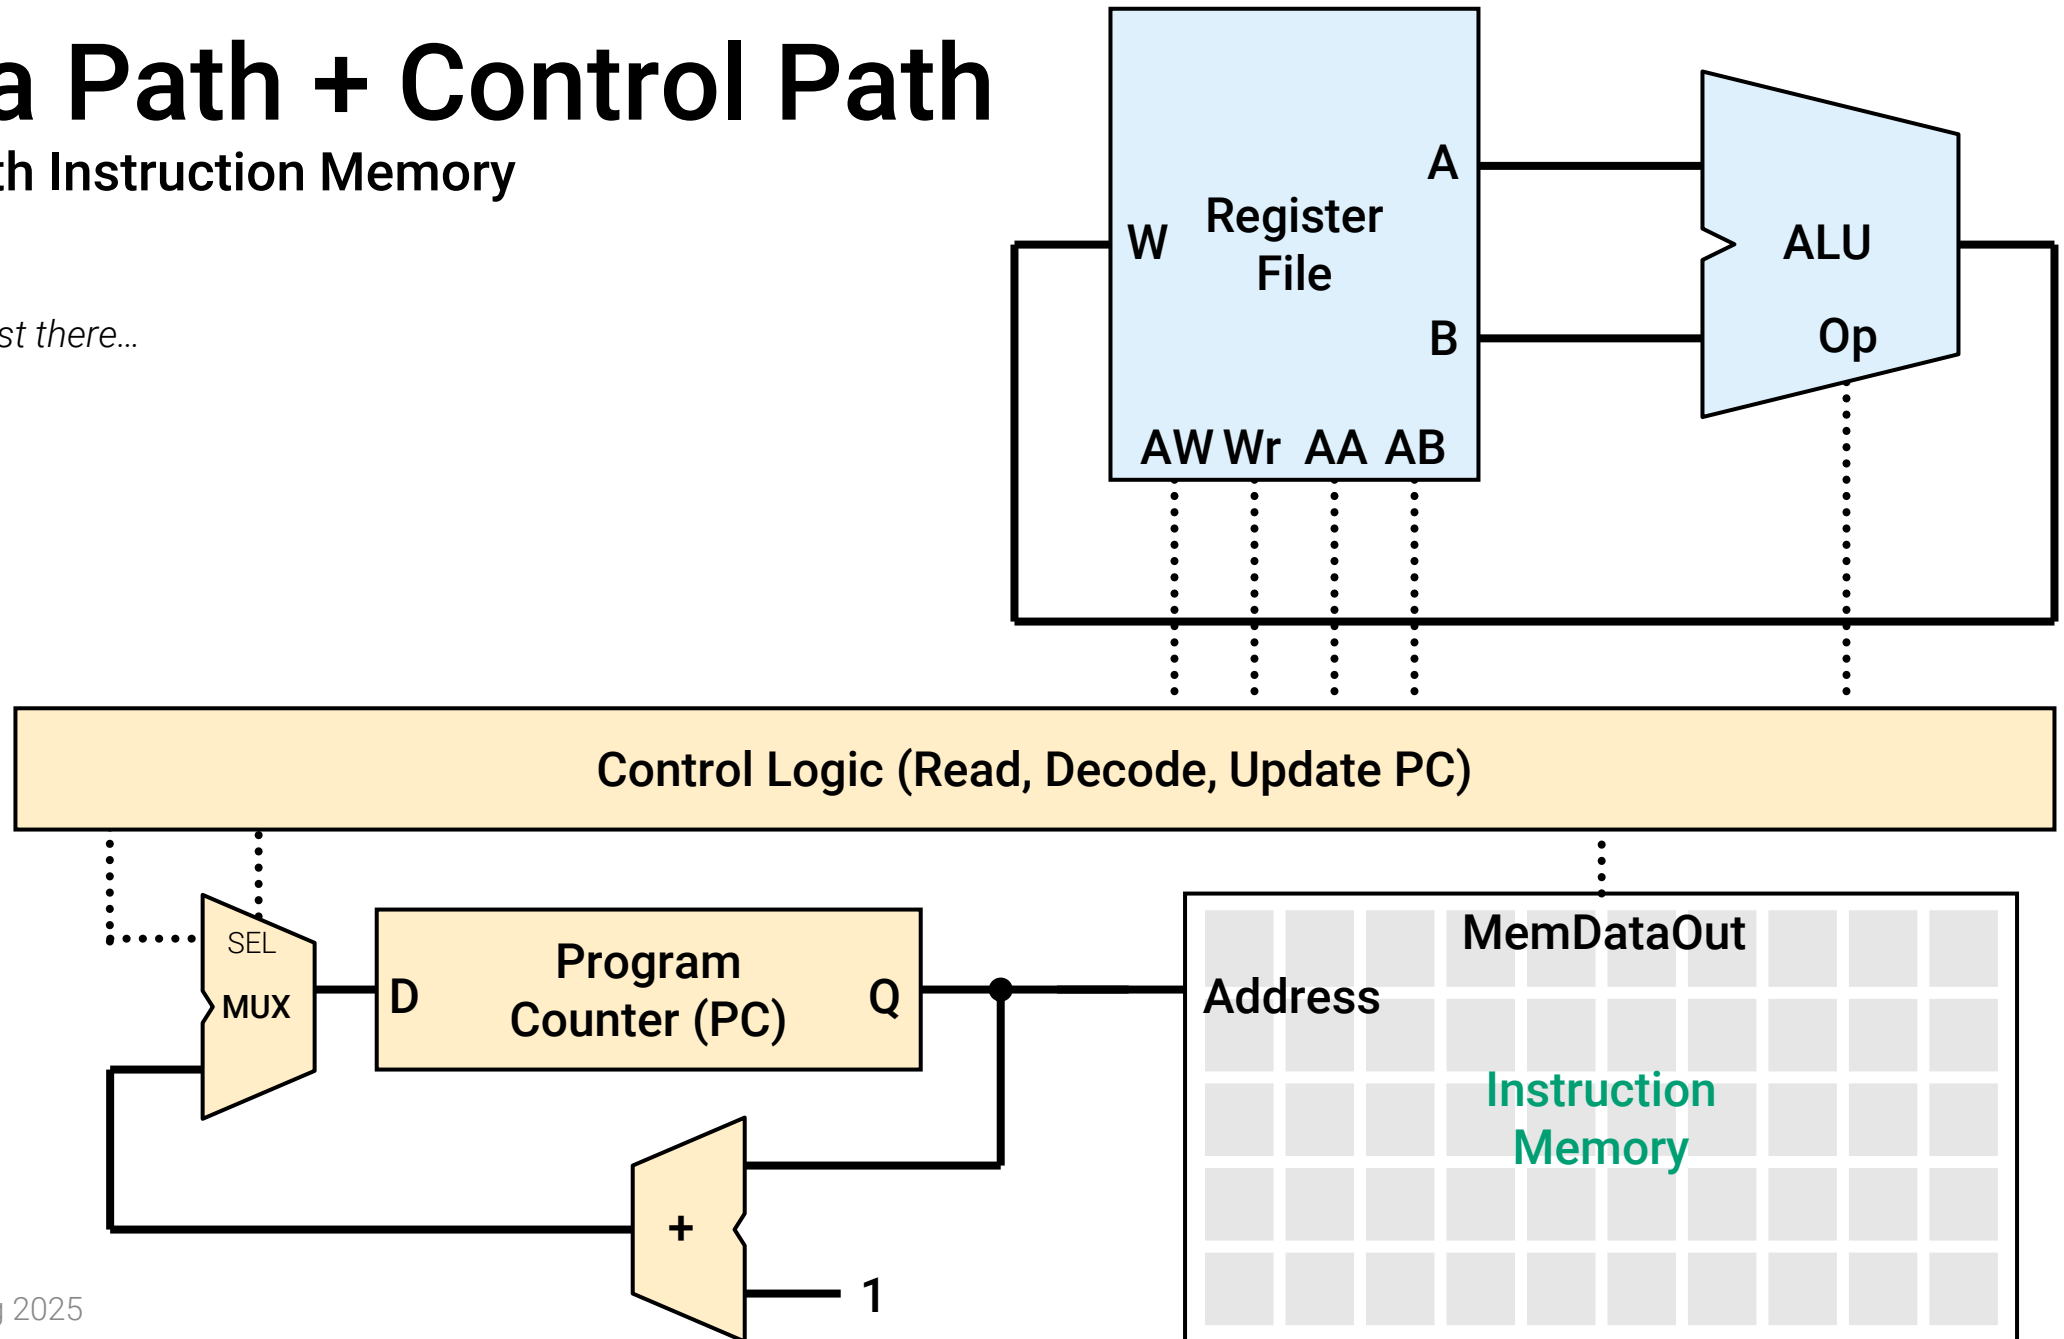 a Path + Control Path
th Instruction Memory
st there…
A
Register
W
File
ALU
B
Op
AW Wr AA AB
Control Logic (Read, Decode, Update PC)
SEL
MUX
D
Program
Counter (PC)
Q
MemDataOut
Address
Instruction
Memory
+
1
g 2025